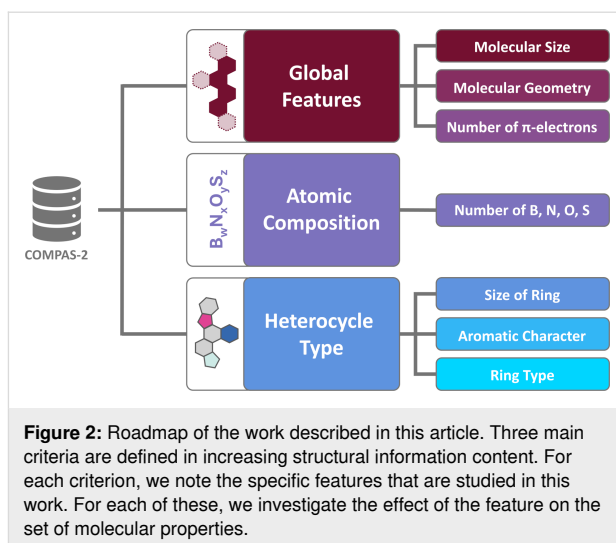 Global
Features
Molecular Size
Molecular Geometry
Number of π-electrons
COMPAS-2
BwNxOySz
Atomic
Composition
Number of B, N, O, S
Heterocycle
Type
Size of Ring
Aromatic Character
Ring Type
Figure 2: Roadmap of the work described in this article. Three main
criteria are defined in increasing structural information content. For
each criterion, we note the specific features that are studied in this
work. For each of these, we investigate the effect of the feature on the
set of molecular properties.